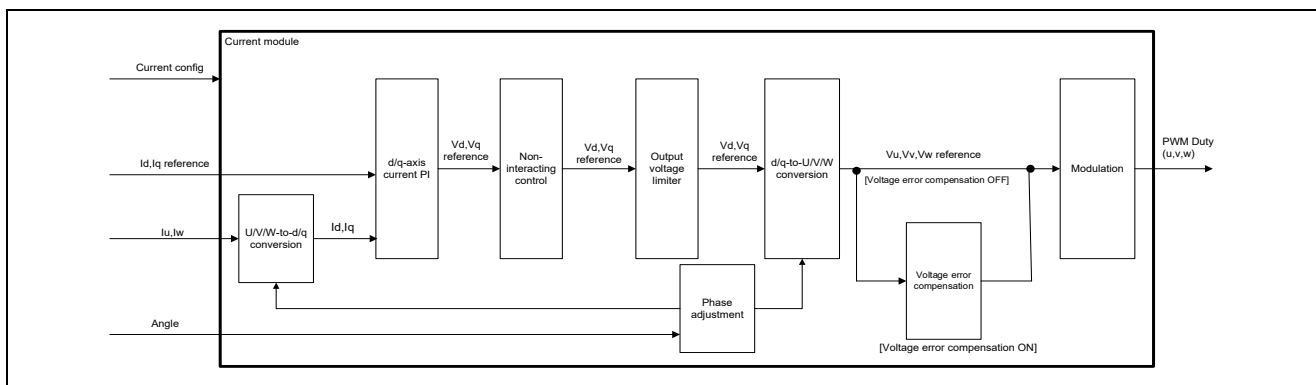 Current module
Current config
Id,Iq reference
Iu,Iw
Angle
U/V/W-to-d/q
conversion
Id,Iq
d/q-axis
current PI
Vd,Vq
reference
Non-
interacting
control
Vd,Vq
reference
Output
voltage
limiter
Vd,Vq
reference
d/q-to-U/V/W
conversion
Phase
adjustment
Vu,Vv,Vw reference
[Voltage error compensation OFF]
Voltage error
compensation
[Voltage error compensation ON]
Modulation
PWM Duty
(u,v,w)